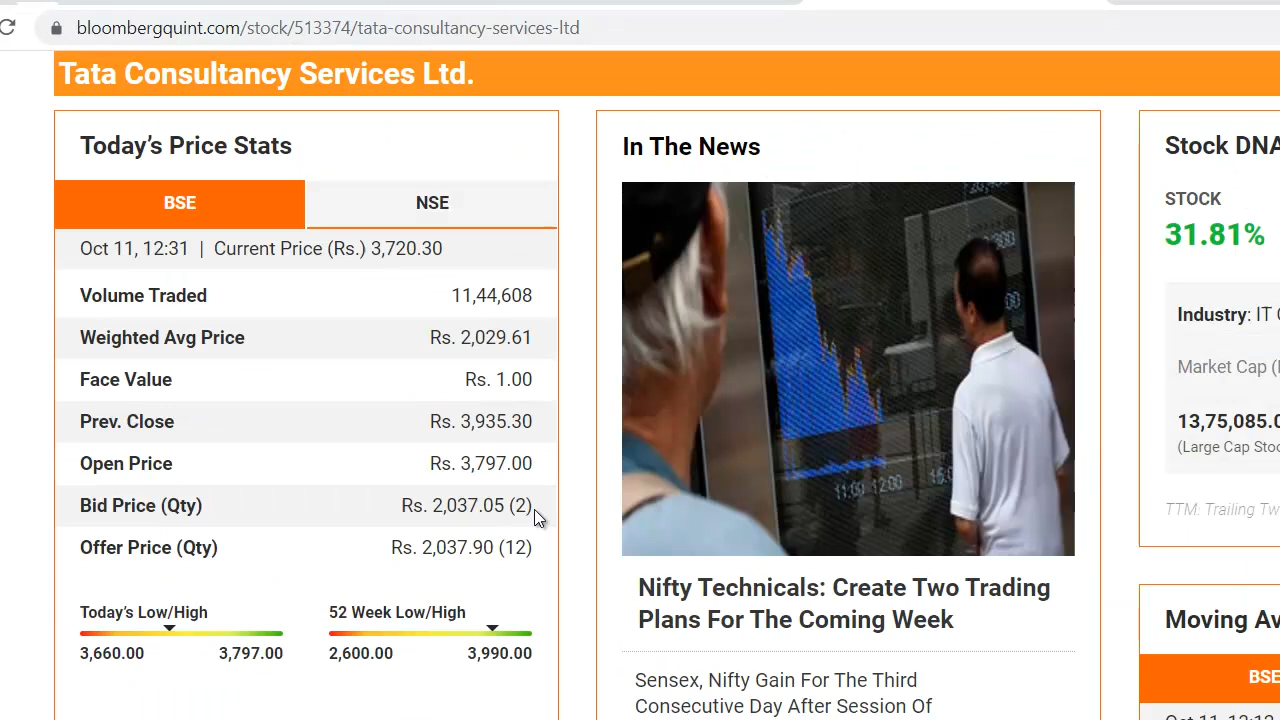 bloombergquint.com/stock/513374/tata-consultancy-services-ltd
Tata Consultancy Services Ltd.
Today’s Price Stats
BSE NSE
Oct 11, 12:31 | Current Price (Rs.) 3,720.30
Volume Traded 11,44,608
Weighted Avg Price Rs. 2,029.61
Face Value Rs. 1.00
Prev. Close Rs. 3,935.30
Open Price Rs. 3,797.00
Bid Price (Qty) Rs. 2,037.05 (2)
Offer Price (Qty) Rs. 2,037.90 (12)
Today’s Low/High 52 Week Low/High
3,660.00 3,797.00 2,600.00 3,990.00
In The News
11:00 12:00
Nifty Technicals: Create Two Trading
Plans For The Coming Week
Sensex, Nifty Gain For The Third
Consecutive Day After Session Of
Stock DNA
STOCK
31.81%
Industry: IT
Market Cap
13,75,085.0
(Large Cap
TTM: Trailing
Moving
BSE